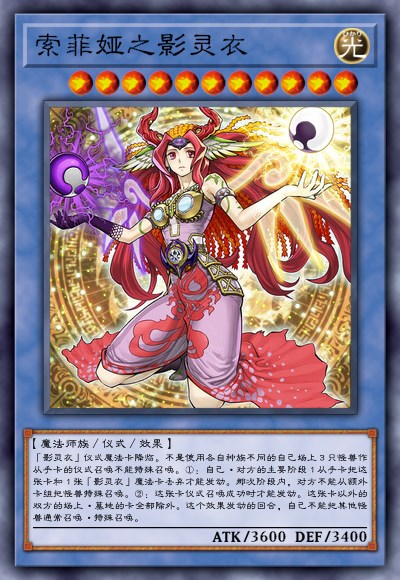 索菲娅之影灵衣
光
【魔法师族／仪式／效果】
「影灵衣」仪式魔法卡降临。不是使用各自种族不同的自己场上3只怪兽作
从手卡的仪式召唤不能特殊召唤。①：自己·对方的主要阶段1从手卡把这
张卡和1张「影灵衣」魔法卡丢弃才能发动。那次阶段内，对方不能从额外
卡组把怪兽特殊召唤。②：这张卡仪式召唤成功时才能发动。这张卡以外的
双方的场上·墓地的卡全部除外。这个效果发动的回合，自己不能把其他怪
兽通常召唤·特殊召唤。
ATK/3600 DEF/3400